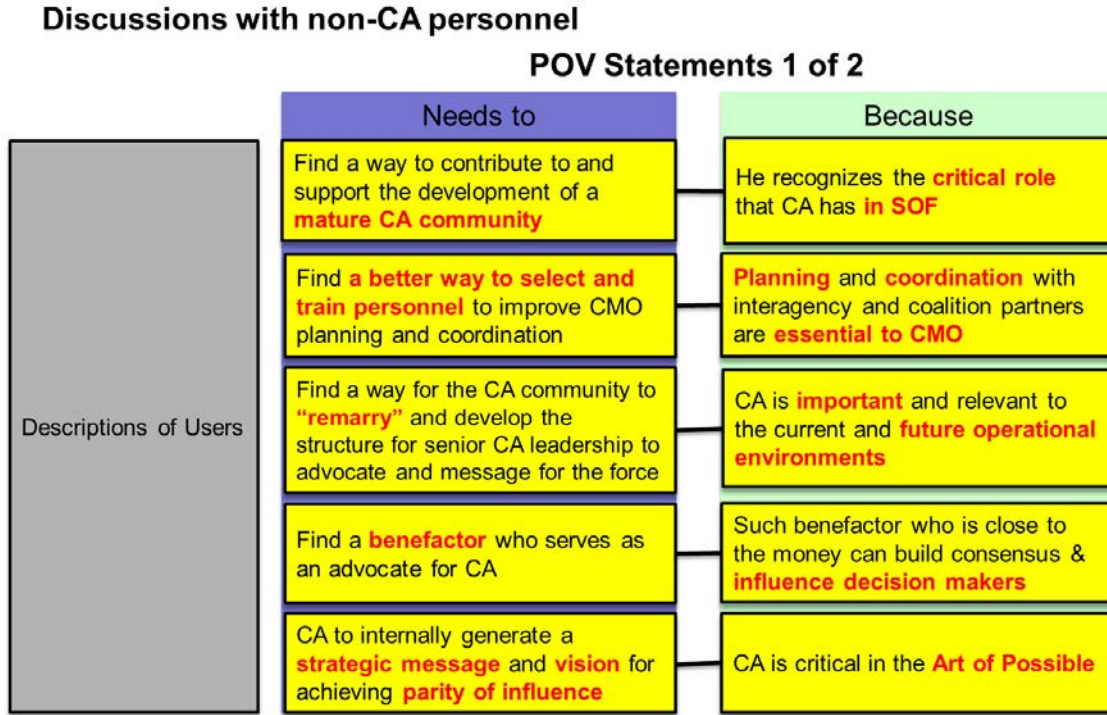 Discussions with non-CA personnel
POV Statements 1 of 2
Needs to
Because
Descriptions of Users
Find a way to contribute to and
support the development of a
mature CA community
He recognizes the critical role
that CA has in SOF
Find a better way to select and
train personnel to improve CMO
planning and coordination
Planning and coordination with
interagency and coalition partners
are essential to CMO
Find a way for the CA community to
“remarry” and develop the
structure for senior CA leadership to
advocate and message for the force
CA is important and relevant to
the current and future operational
environments
Find a benefactor who serves as
an advocate for CA
Such benefactor who is close to
the money can build consensus &
influence decision makers
CA to internally generate a
strategic message and vision for
achieving parity of influence
CA is critical in the Art of Possible